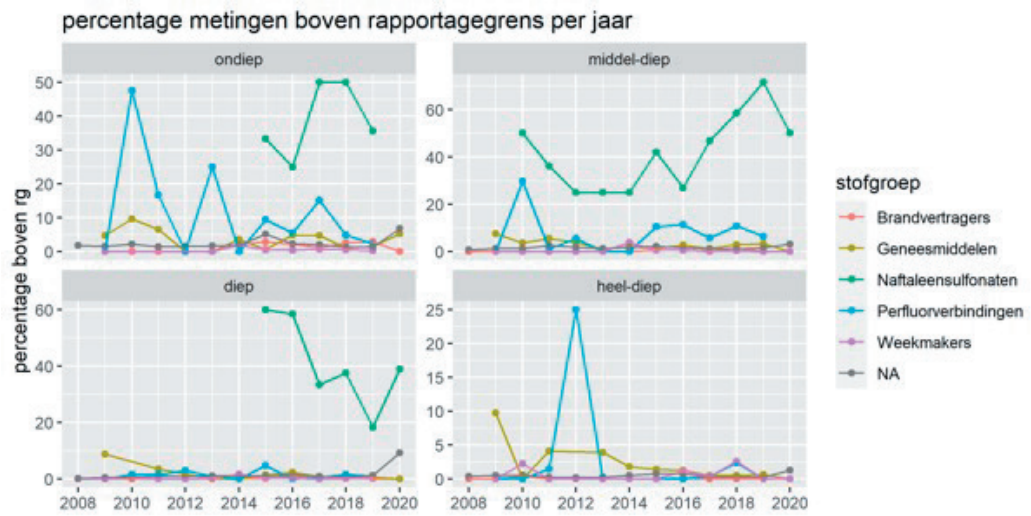 percentage metingen boven rapportagegrens per jaar
ondiep
middel-diep
50
40
30
20
10
0
60
40
20
0
percentage boven rg
diep
heel-diep
60
40
20
0
25
20
15
10
5
0
2008 2010 2012 2014 2016 2018 2020
2008 2010 2012 2014 2016 2018 2020
stofgroep
Brandvertragers
Geneesmiddelen
Naftaleensulfonaten
Perfluorverbindingen
Weekmakers
NA